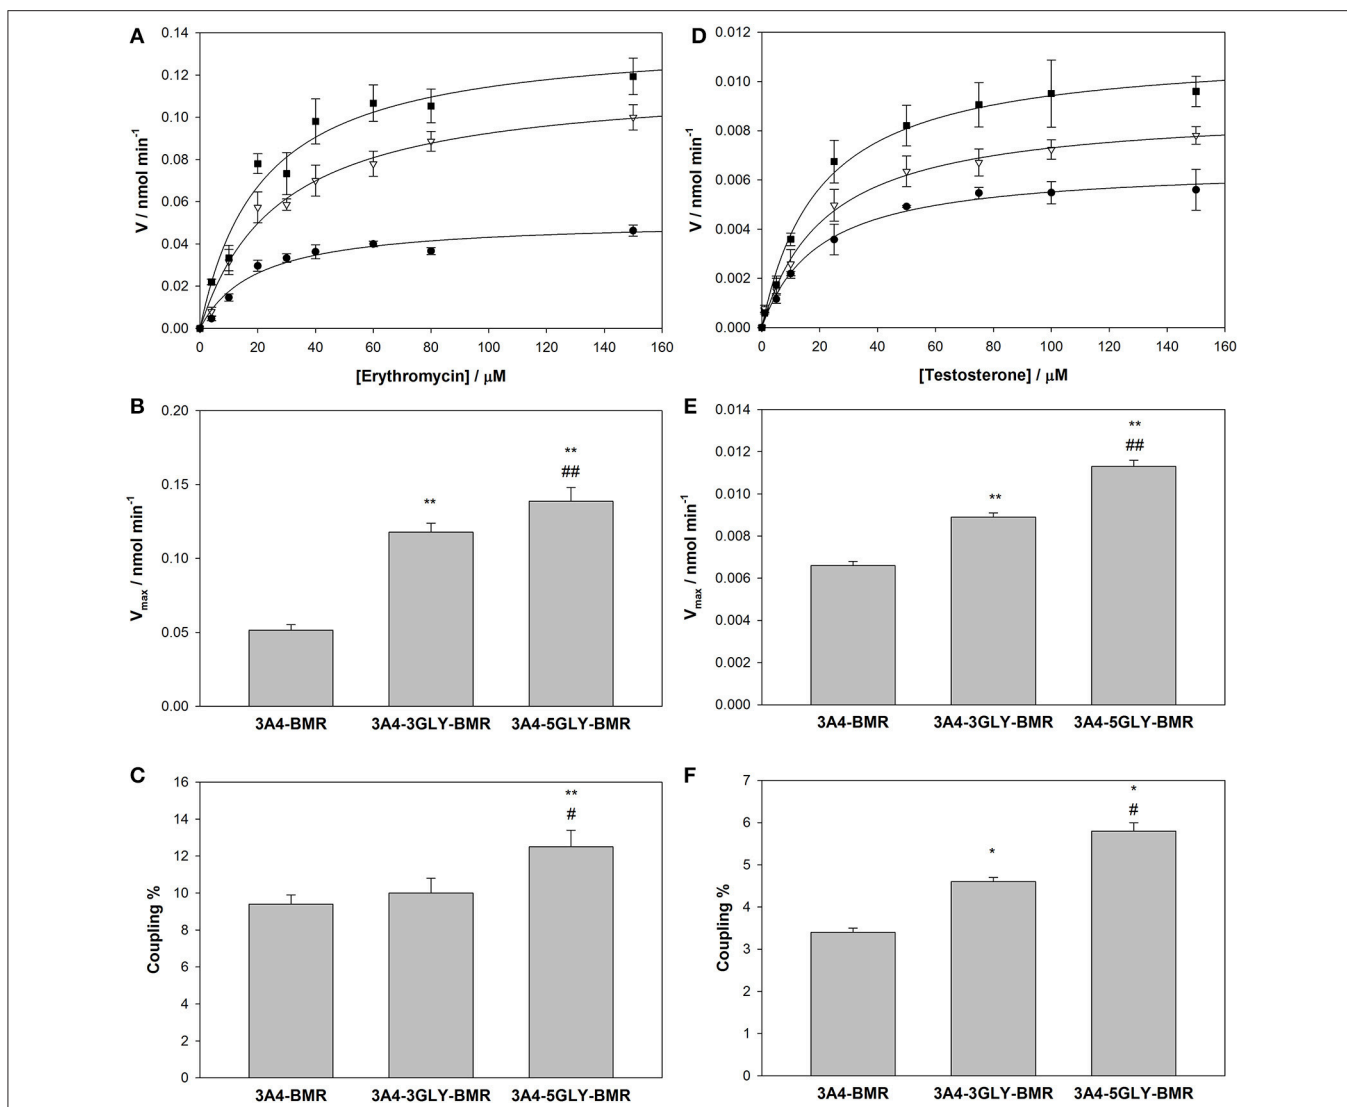 A
0.14
0.12
0.10
0.08
0.06
0.04
0.02
0.00
V / nmol min-1
0 20 40 60 80 100 120 140 160
[Erythromycin] / μM
D
0.012
0.010
0.008
0.006
0.004
0.002
0.000
V / nmol min-1
0 20 40 60 80 100 120 140 160
[Testosterone] / μM
B
0.20
0.15
0.10
0.05
0.00
Vmax / nmol min-1
**
**
##
3A4-BMR 3A4-3GLY-BMR 3A4-5GLY-BMR
E
0.014
0.012
0.010
0.008
0.006
0.004
0.002
0.000
Vmax / nmol min-1
**
**
##
3A4-BMR 3A4-3GLY-BMR 3A4-5GLY-BMR
C
16
14
12
10
8
6
4
2
0
Coupling %
**
#
3A4-BMR 3A4-3GLY-BMR 3A4-5GLY-BMR
F
7
6
5
4
3
2
1
0
Coupling %
*
*
#
3A4-BMR 3A4-3GLY-BMR 3A4-5GLY-BMR